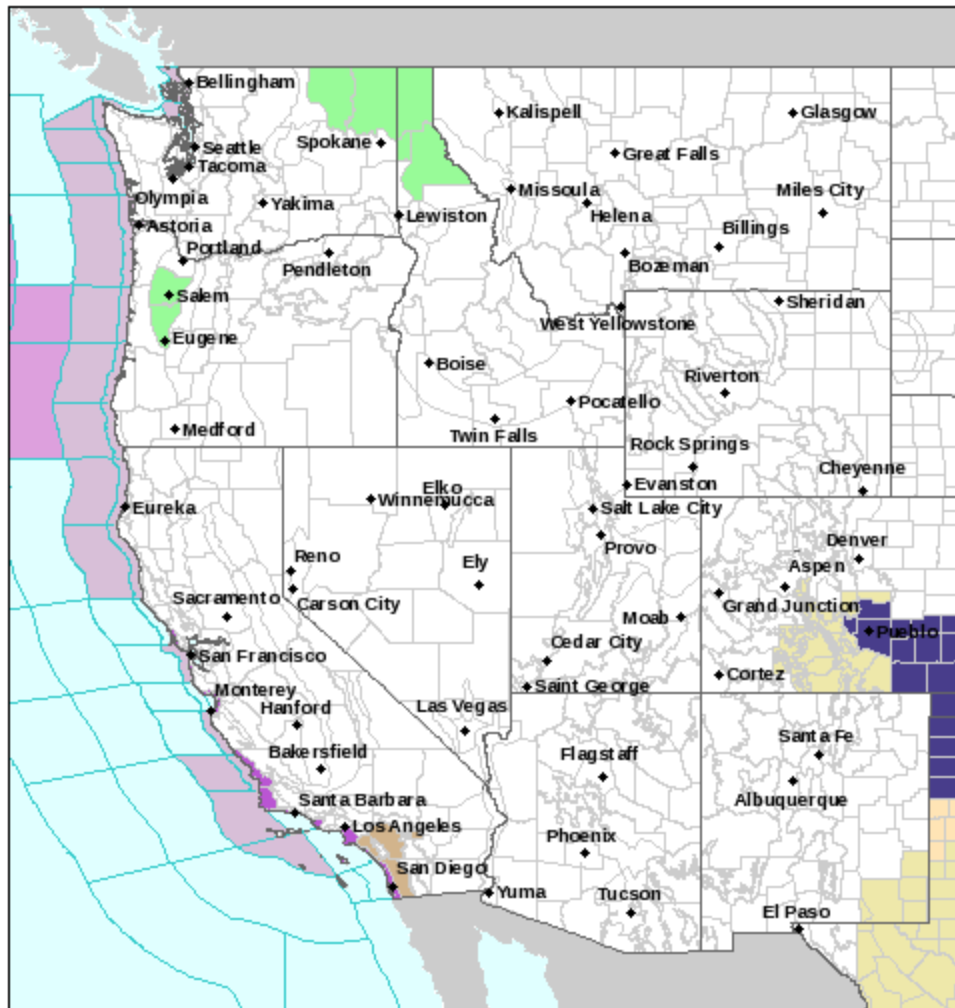 Bellingham
Kalispell
Glasgow
Spokane
Seattle
Great Falls
Tacoma
Missoula
Miles City
Olympia
Yakima
Lewiston
Helena
Astoria
Billings
Portland
Pendleton
Bozeman
Salem
Sheridan
West Yellowstone
Eugene
Boise
Riverton
Pocatello
Medford
Twin Falls
Rock Springs
Cheyenne
Elko
Evanston
Winnemucca
Eureka
Salt Lake City
Denver
Provo
Reno
Ely
Aspen
Sacramento
Carson City
Grand Junction
Moab
Pueblo
Cedar City
San Francisco
Cortez
Saint George
Monterey
Hanford
Las Vegas
Santa Fe
Bakersfield
Flagstaff
Santa Barbara
Albuquerque
Los Angeles
Phoenix
San Diego
Yuma
Tucson
El Paso